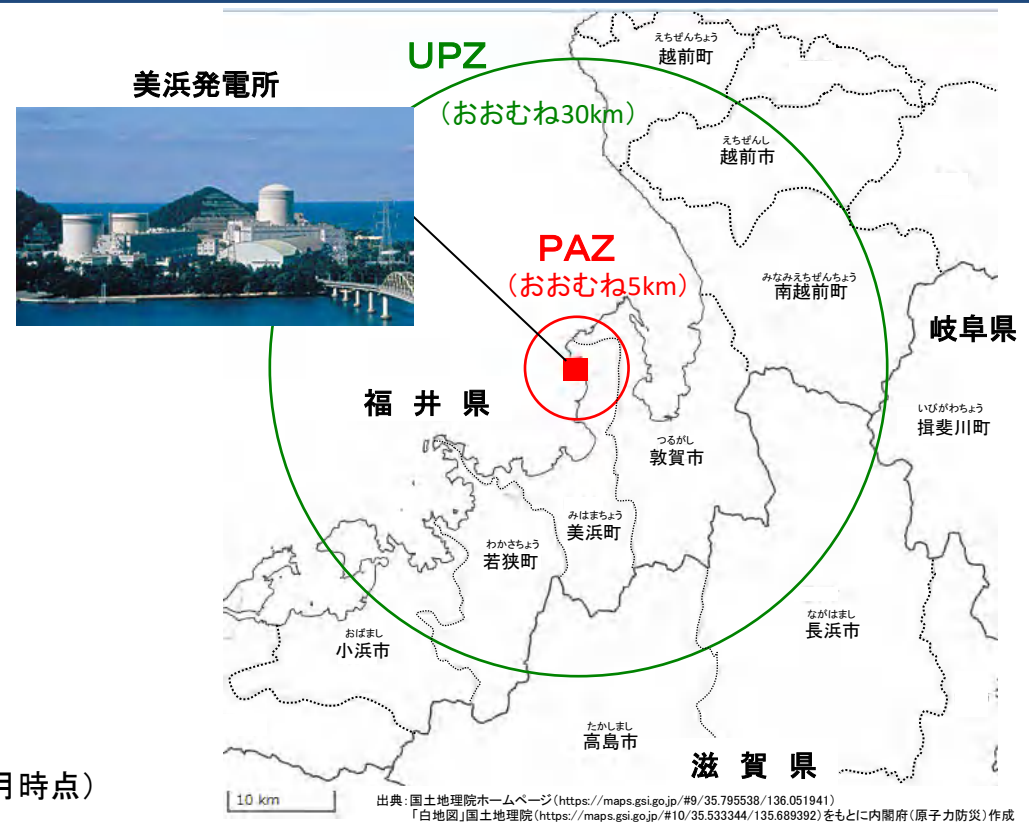 UPZ
(おおむね30km)
美浜発電所
えちぜんちょう
越前町
えちぜんし
越前市
PAZ
(おおむね5km)
みなみえちぜんちょう
南越前町
岐阜県
福 井 県
いびがわちょう
揖斐川町
つるがし
敦賀市
みはまちょう
美浜町
わかさちょう
若狭町
おばまし
小浜市
ながはまし
長浜市
たかしまし
高島市
滋 賀 県
月時点)
10 km
出典:国土地理院ホームページ(https://maps.gsi.go.jp/#9/35.795538/136.051941)
「白地図」国土地理院(https://maps.gsi.go.jp/#10/35.533344/135.689392)をもとに内閣府(原子力防災)作成